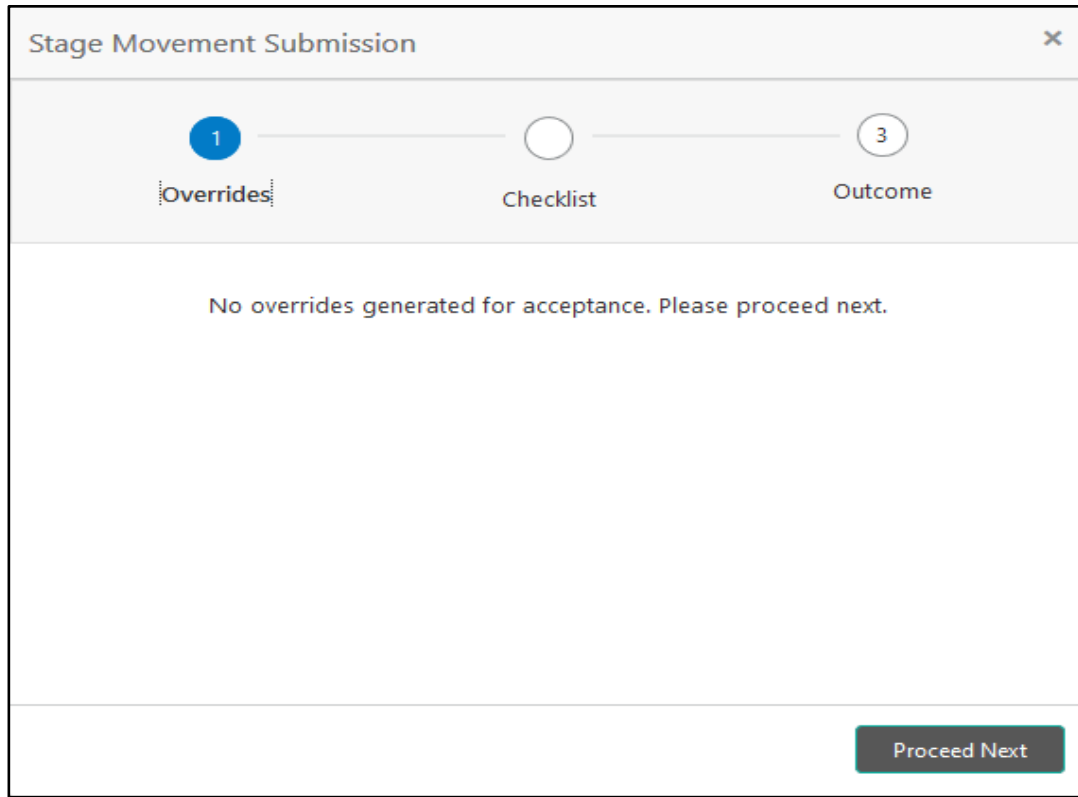 Stage Movement Submission ×
1
3
Overrides
Checklist
Outcome
No overrides generated for acceptance. Please proceed next.
Proceed Next